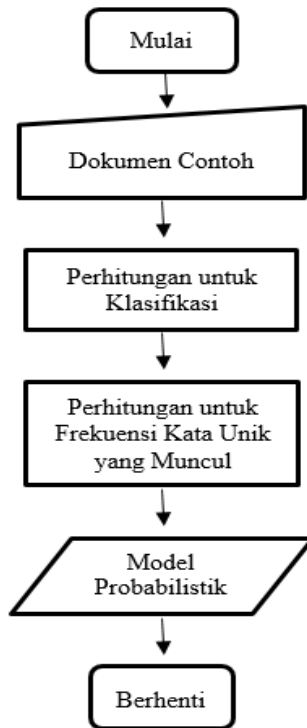 Mulai
Dokumen Contoh
Perhitungan untuk
Klasifikasi
Perhitungan untuk
Frekuensi Kata Unik
yang Muncul
Model
Probabilistik
Berhenti